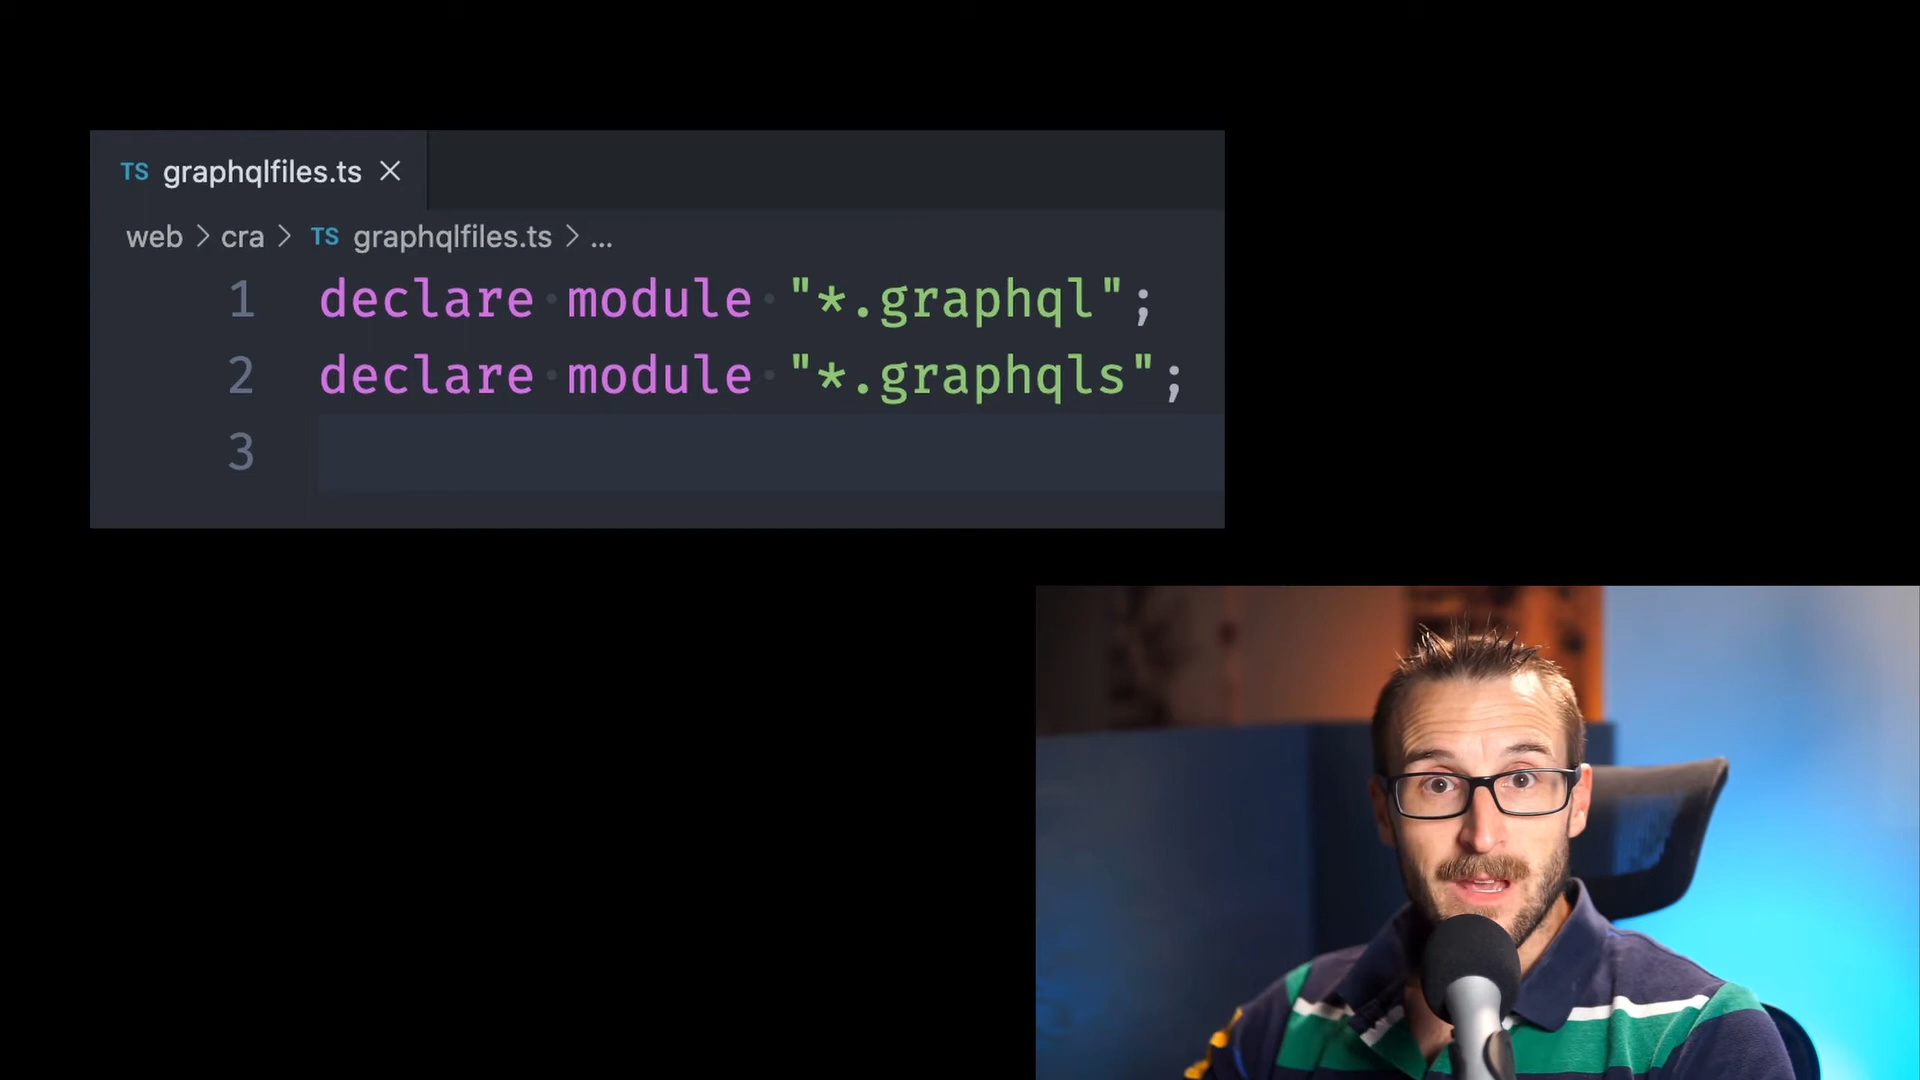 TS graphqlfiles.ts ×
web > cra > TS graphqlfiles.ts > ...
1 declare module "*.graphql";
2 declare module "*.graphqls";
3